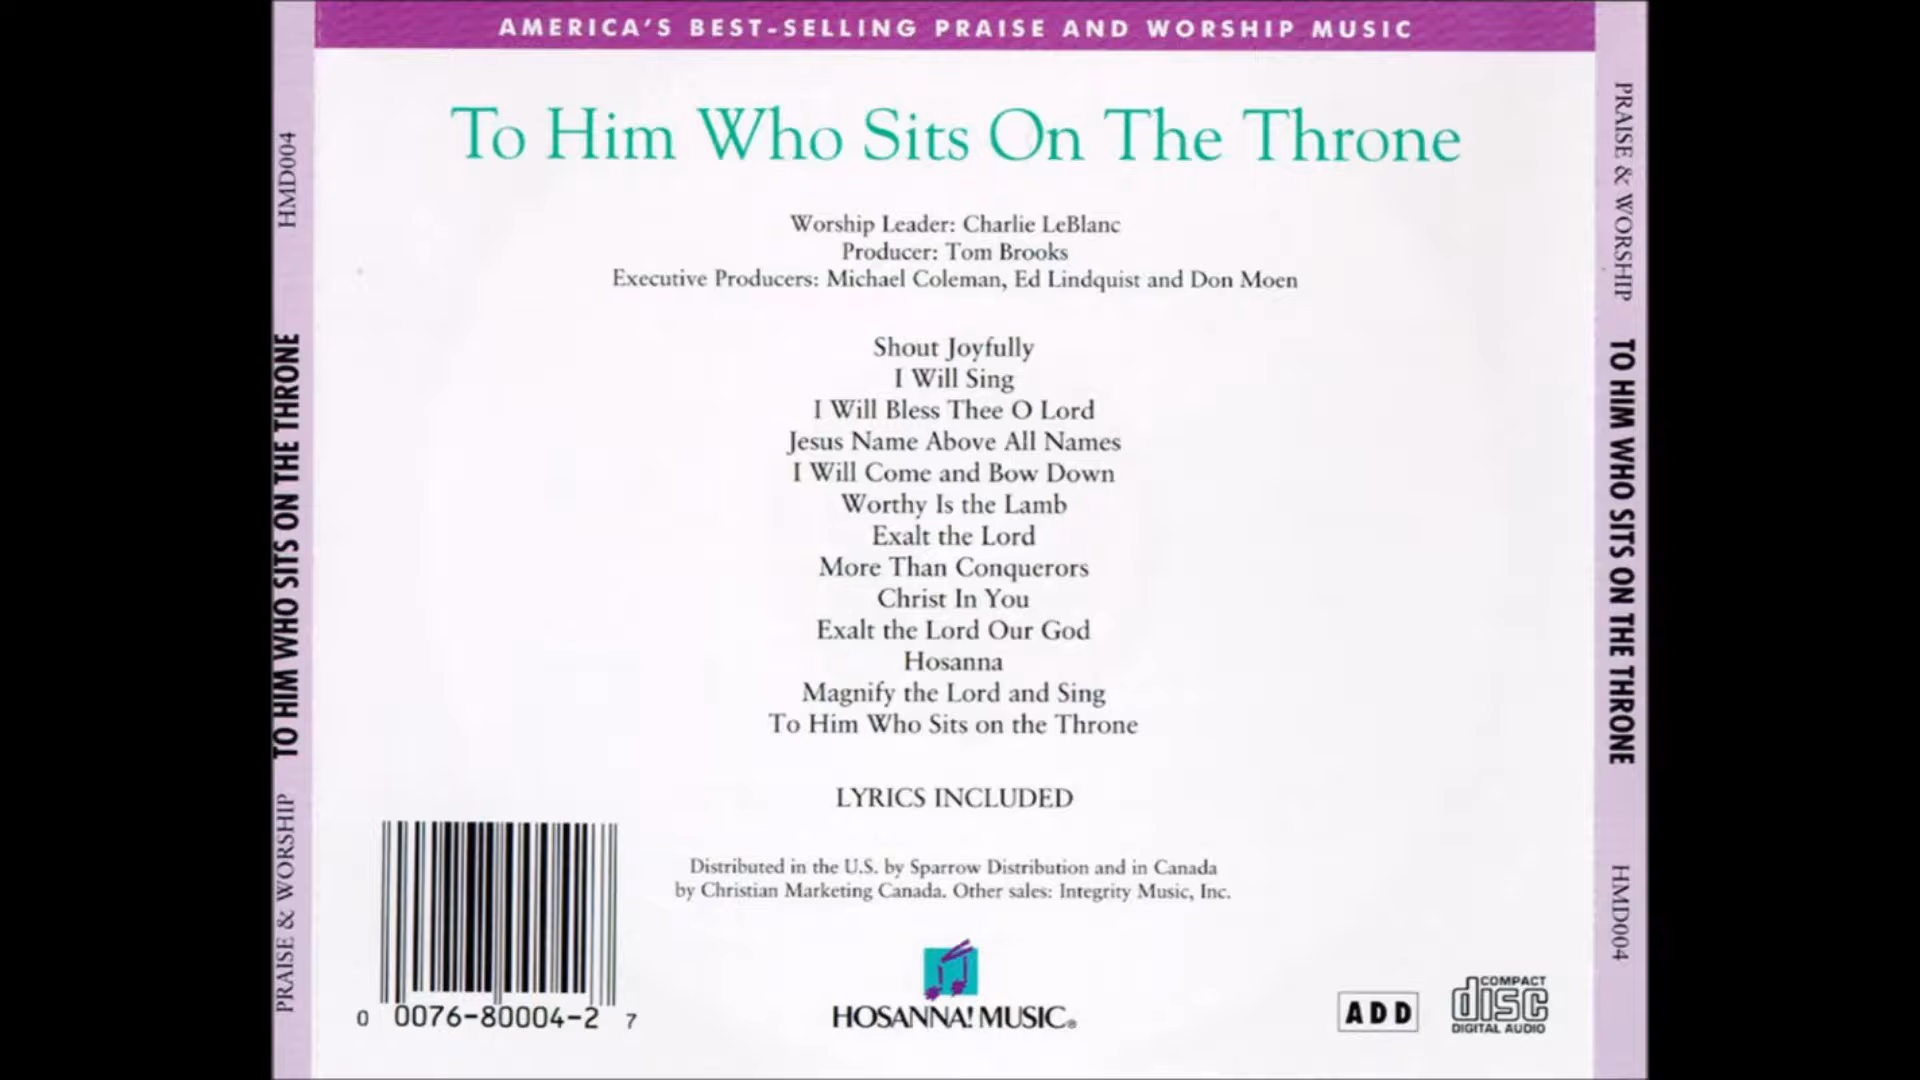 AMERICA'S BEST-SELLING PRAISE AND WORSHIP MUSIC
To Him Who Sits On The Throne
Worship Leader: Charlie LeBlanc
Producer: Tom Brooks
Executive Producers: Michael Coleman, Ed Lindquist and Don Moen
Shout Joyfully
I Will Sing
I Will Bless Thee O Lord
Jesus Name Above All Names
I Will Come and Bow Down
Worthy Is the Lamb
Exalt the Lord
More Than Conquerors
Christ In You
Exalt the Lord Our God
Hosanna
Magnify the Lord and Sing
To Him Who Sits on the Throne
LYRICS INCLUDED
Distributed in the U.S. by Sparrow Distribution and in Canada
by Christian Marketing Canada. Other sales: Integrity Music, Inc.
0 0076-80004-2 7
HOSANNA! MUSIC®
ADD
COMPACT
disc
DIGITAL AUDIO
PRAISE & WORSHIP TO HIM WHO SITS ON THE THRONE HMD004
PRAISE & WORSHIP TO HIM WHO SITS ON THE THRONE HMD004